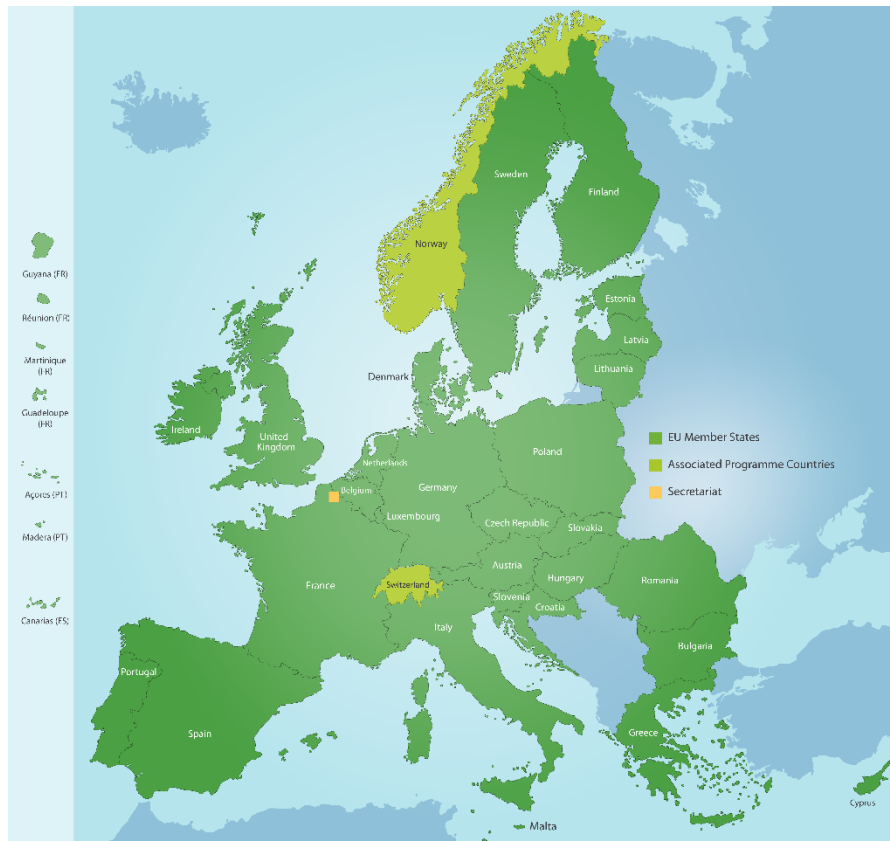 Guyana (FR)
Réunion (FR)
Martinique
(FR)
Guadeloupe
(FR)
Açores (PT)
Madera (PT)
Canarias (ES)
Sweden
Finland
Norway
Estonia
Latvia
Lithuania
Denmark
Ireland
United
Kingdom
Netherlands
Poland
Belgium
Germany
Luxembourg
Czech Republic
Slovakia
Austria
France
Switzerland
Hungary
Romania
Slovenia
Croatia
Italy
Bulgaria
Portugal
Spain
Greece
Cyprus
Malta
EU Member States
Associated Programme Countries
Secretariat